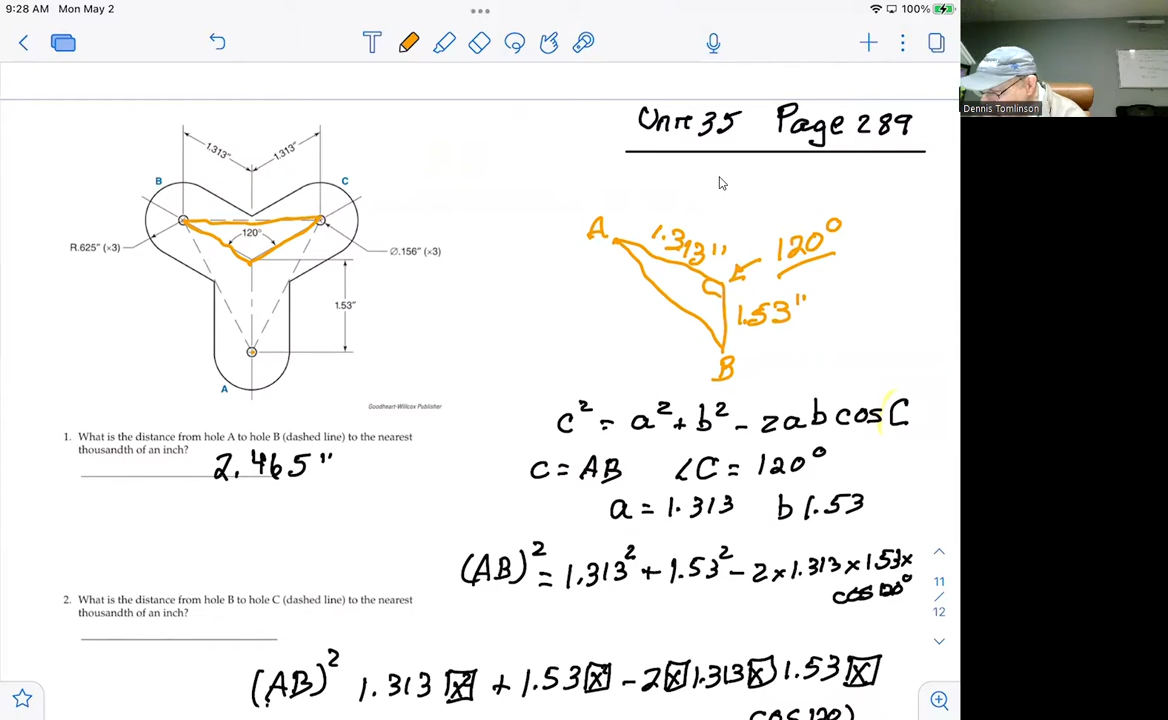 9:28 AM Mon May 2
100%
Dennis Tomlinson
Unit 35 Page 289
1.313" 1.313"
B C
120°
R.625" (×3)
Ø.156" (×3)
1.53"
A
Goodheart-Willcox Publisher
A 1.313" 120°
1.53"
B
c² = a² + b² - 2ab cos C
c = AB ∠C = 120°
a = 1.313 b 1.53
(AB)² = 1.313² + 1.53² - 2 × 1.313 × 1.53 ×
cos 120°
1. What is the distance from hole A to hole B (dashed line) to the nearest
thousandth of an inch?
2.465"
2. What is the distance from hole B to hole C (dashed line) to the nearest
thousandth of an inch?
(AB)² 1.313 x² + 1.53 x² - 2 x 1.313 x 1.53 x
cos 120)
11
/
12